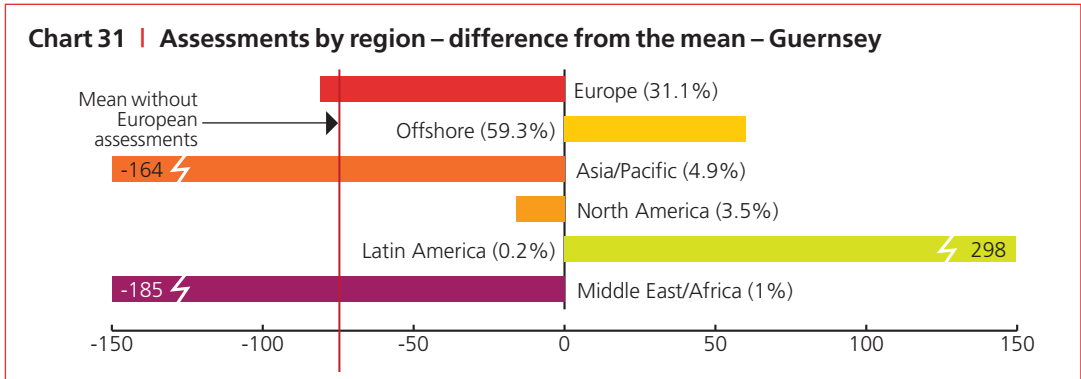 Chart 31 | Assessments by region – difference from the mean – Guernsey
Mean without
European
assessments
Europe (31.1%)
Offshore (59.3%)
-164
Asia/Pacific (4.9%)
North America (3.5%)
Latin America (0.2%)
298
-185
Middle East/Africa (1%)
-150 -100 -50 0 50 100 150